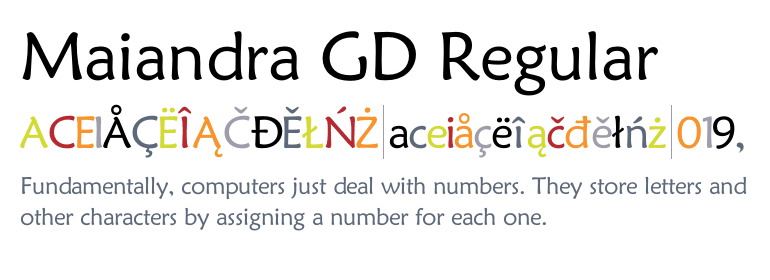 Maiandra GD Regular
ACEIÅÇËÎĄČĐĚŁŃŻ aceiåçëîąčđěłńż 019,
Fundamentally, computers just deal with numbers. They store letters and
other characters by assigning a number for each one.